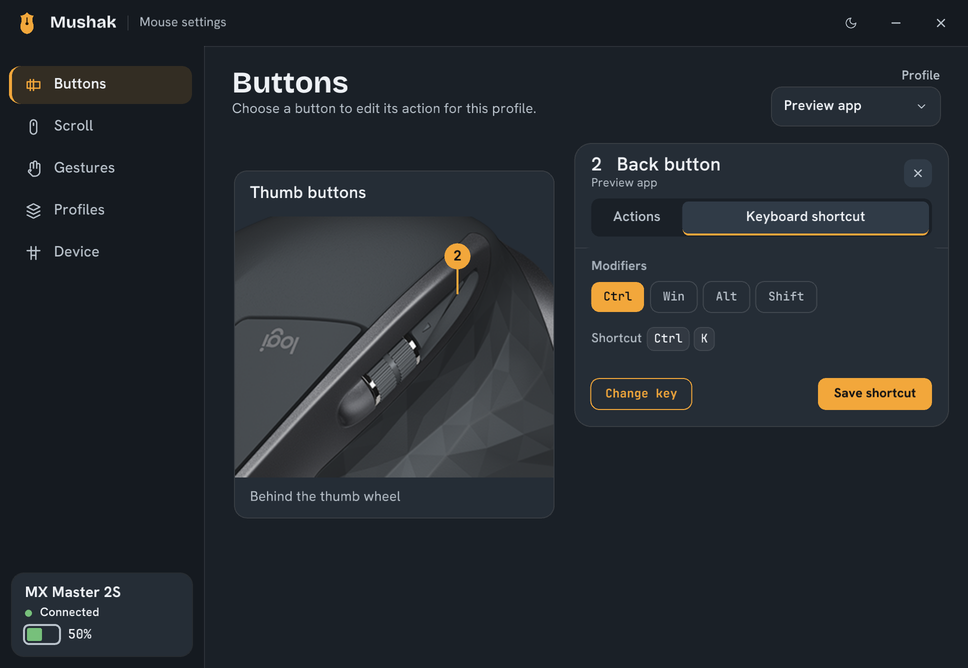 Mushak
Mouse settings
Buttons
Scroll
Gestures
Profiles
Device
MX Master 2S
Connected
50%
Buttons
Choose a button to edit its action for this profile.
Profile
Preview app
Thumb buttons
2
logi
Behind the thumb wheel
2 Back button
Preview app
Actions
Keyboard shortcut
Modifiers
Ctrl Win Alt Shift
Shortcut Ctrl K
Change key
Save shortcut